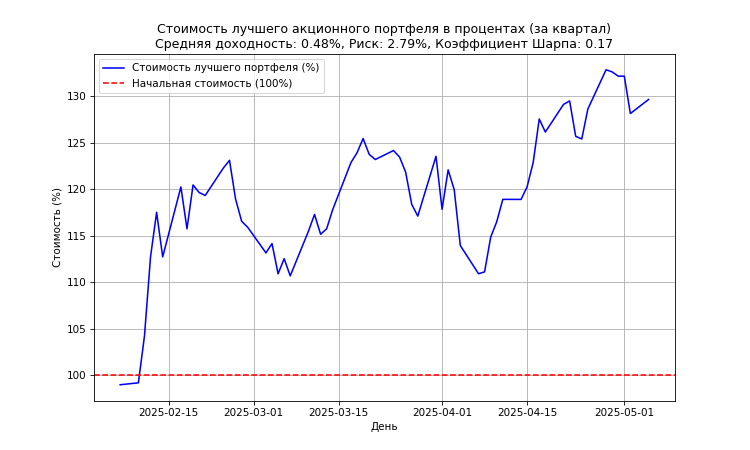 Стоимость лучшего акционного портфеля в процентах (за квартал)
Средняя доходность: 0.48%, Риск: 2.79%, Коэффициент Шарпа: 0.17
Стоимость лучшего портфеля (%)
Начальная стоимость (100%)
Стоимость (%)
130
125
120
115
110
105
100
2025-02-15 2025-03-01 2025-03-15 2025-04-01 2025-04-15 2025-05-01
День